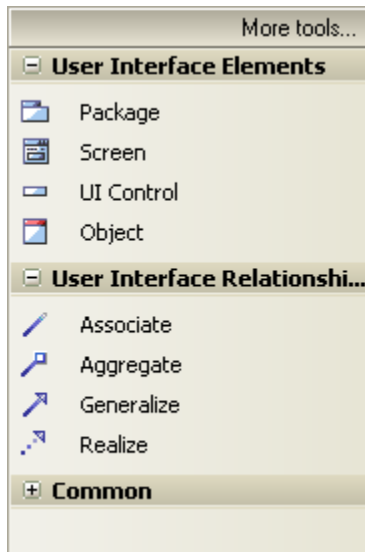 More tools...
User Interface Elements
Package
Screen
UI Control
Object
User Interface Relationshi...
Associate
Aggregate
Generalize
Realize
Common